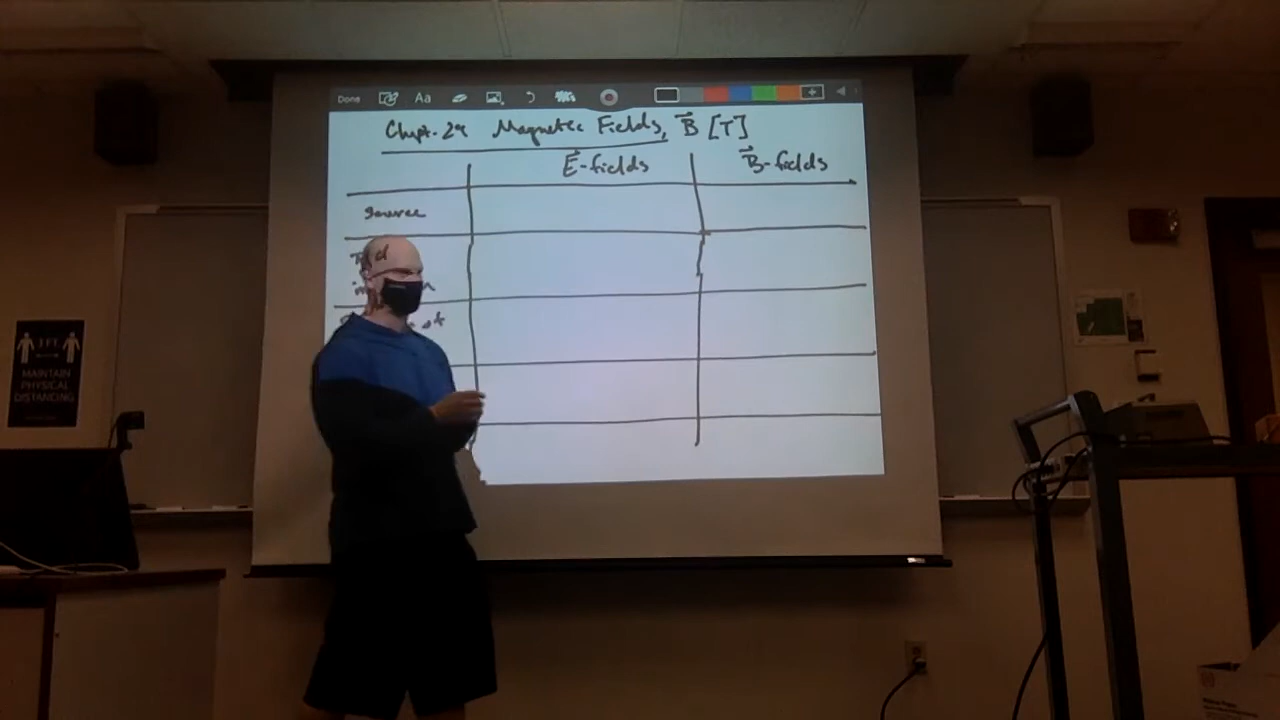 Done Aa
Chpt. 29 Magnetic Fields, B⃗ [T]
E⃗-fields B⃗-fields
source
MAINTAIN
PHYSICAL
DISTANCING